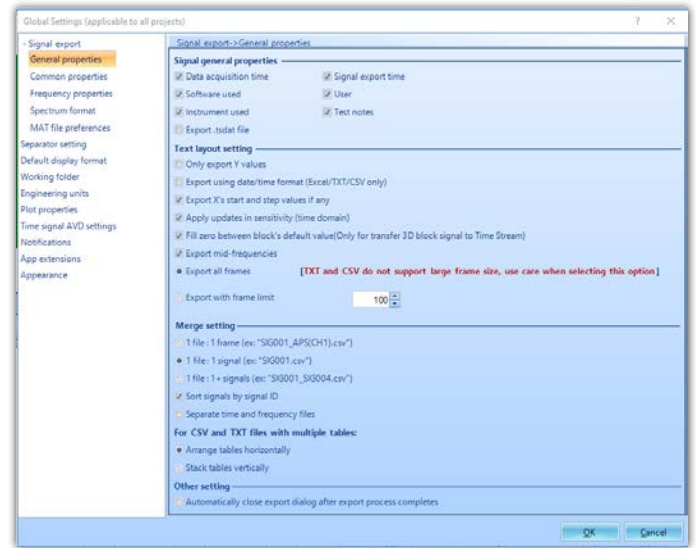 Global Settings (applicable to all projects)
? ×
- Signal export
General properties
Common properties
Frequency properties
Spectrum format
MAT file preferences
Separator setting
Default display format
Working folder
Engineering units
Plot properties
Time signal AVD settings
Notifications
App extensions
Appearance
Signal export->General properties
Signal general properties
Data acquisition time
Signal export time
Software used
User
Instrument used
Test notes
Export .tsdat file
Text layout setting
Only export Y values
Export using date/time format (Excel/TXT/CSV only)
Export X's start and step values if any
Apply updates in sensitivity (time domain)
Fill zero between block's default value(Only for transfer 3D block signal to Time Stream)
Export mid-frequencies
Export all frames
[TXT and CSV do not support large frame size, use care when selecting this option]
Export with frame limit
100
Merge setting
1 file : 1 frame (ex: "SIG001_APS(CH1).csv")
1 file : 1 signal (ex: "SIG001.csv")
1 file : 1+ signals (ex: "SIG001_SIG004.csv")
Sort signals by signal ID
Separate time and frequency files
For CSV and TXT files with multiple tables:
Arrange tables horizontally
Stack tables vertically
Other setting
Automatically close export dialog after export process completes
OK
Cancel